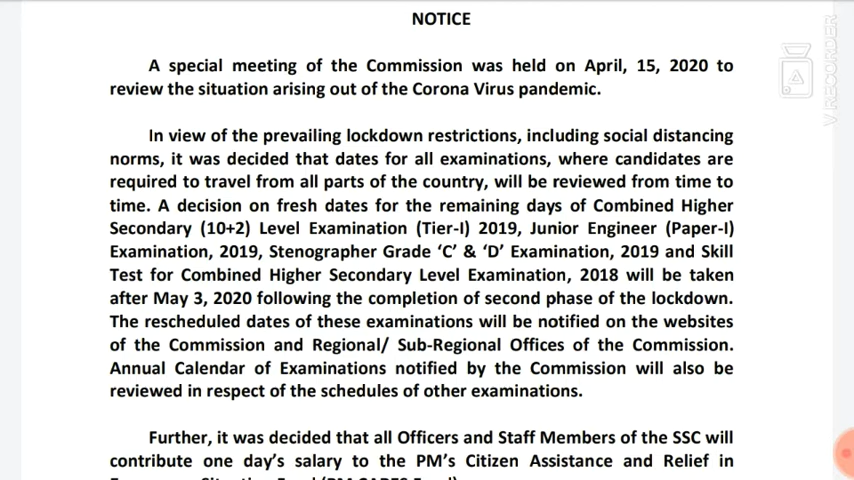 NOTICE
A special meeting of the Commission was held on April, 15, 2020 to
review the situation arising out of the Corona Virus pandemic.
In view of the prevailing lockdown restrictions, including social distancing
norms, it was decided that dates for all examinations, where candidates are
required to travel from all parts of the country, will be reviewed from time to
time. A decision on fresh dates for the remaining days of Combined Higher
Secondary (10+2) Level Examination (Tier-I) 2019, Junior Engineer (Paper-I)
Examination, 2019, Stenographer Grade ‘C’ & ‘D’ Examination, 2019 and Skill
Test for Combined Higher Secondary Level Examination, 2018 will be taken
after May 3, 2020 following the completion of second phase of the lockdown.
The rescheduled dates of these examinations will be notified on the websites
of the Commission and Regional/ Sub-Regional Offices of the Commission.
Annual Calendar of Examinations notified by the Commission will also be
reviewed in respect of the schedules of other examinations.
Further, it was decided that all Officers and Staff Members of the SSC will
contribute one day’s salary to the PM’s Citizen Assistance and Relief in
V RECORDER